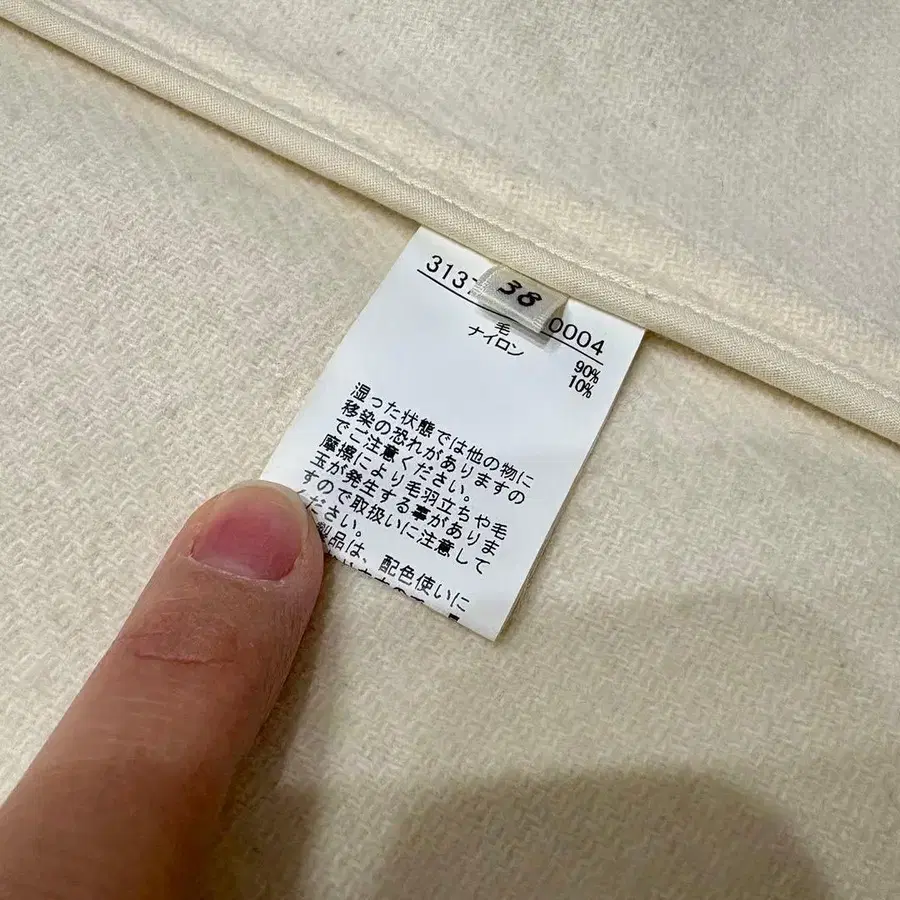 3137
38
0004
毛 90%
ナイロン 10%
湿った状態では他の物に
移染の恐れがありますの
でご注意ください。
摩擦により毛羽立ちや毛
玉が発生する事がありま
すので取扱いに注意して
ください。
製品は、配色使いに